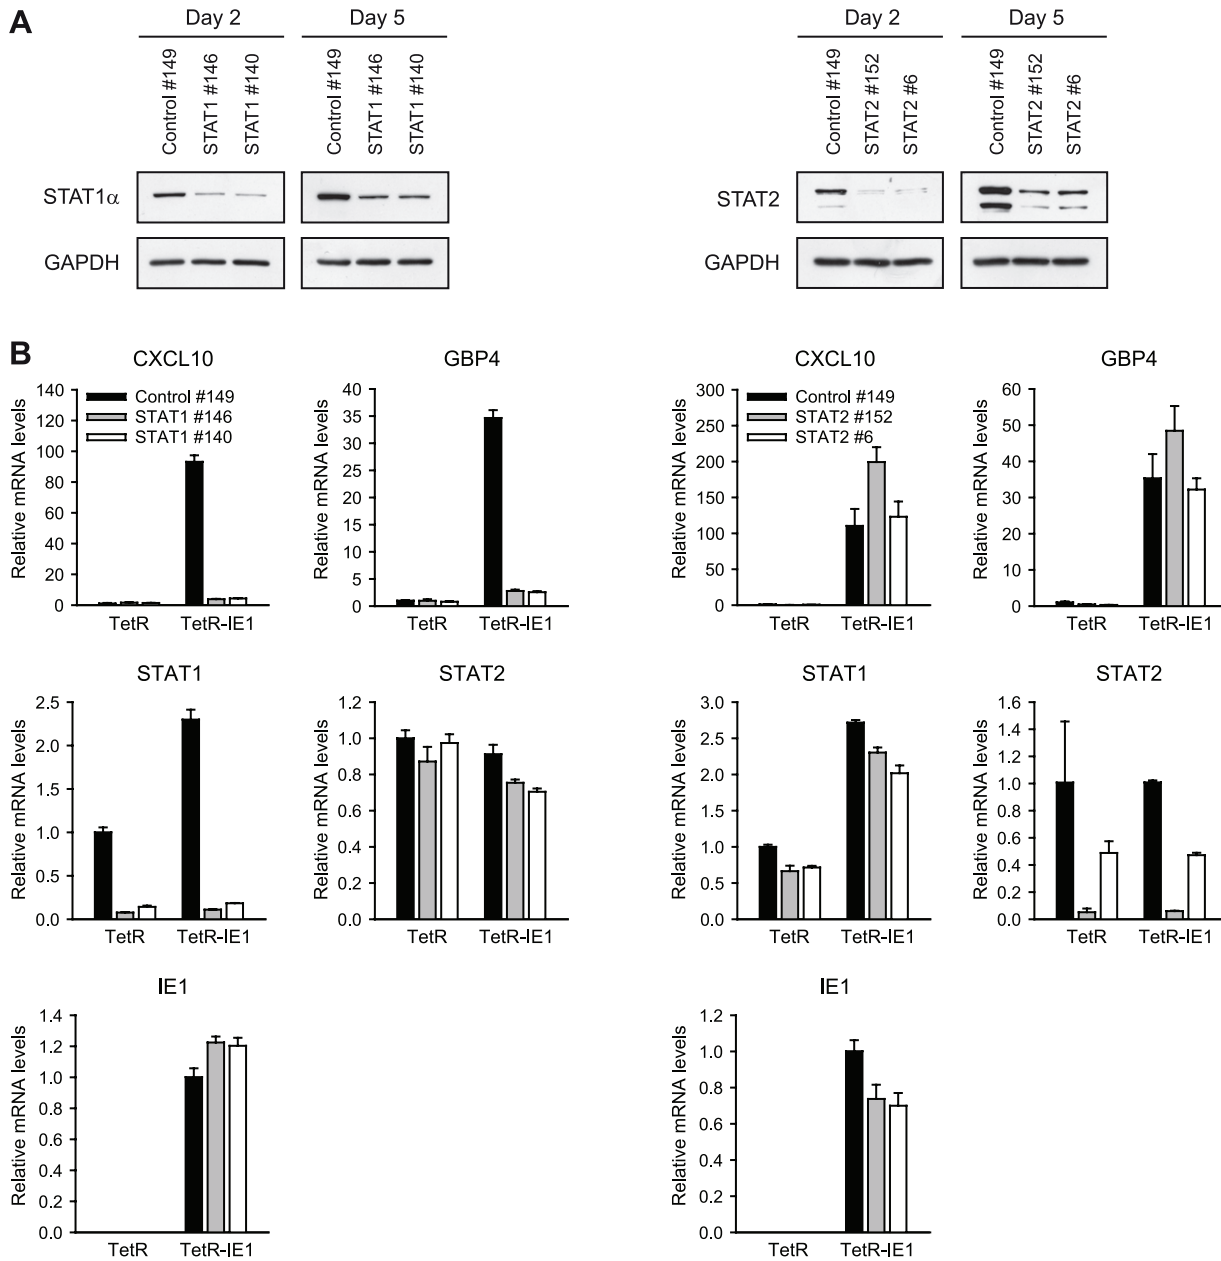 A
Day 2
Day 5
Day 2
Day 5
Control #149
STAT1 #146
STAT1 #140
Control #149
STAT1 #146
STAT1 #140
Control #149
STAT2 #152
STAT2 #6
Control #149
STAT2 #152
STAT2 #6
STAT1α
GAPDH
STAT2
GAPDH
B
CXCL10
Relative mRNA levels
140
120
100
80
60
40
20
0
Control #149
STAT1 #146
STAT1 #140
TetR
TetR-IE1
GBP4
Relative mRNA levels
40
35
30
25
20
15
10
5
0
TetR
TetR-IE1
CXCL10
Relative mRNA levels
300
250
200
150
100
50
0
Control #149
STAT2 #152
STAT2 #6
TetR
TetR-IE1
GBP4
Relative mRNA levels
60
50
40
30
20
10
0
TetR
TetR-IE1
STAT1
Relative mRNA levels
2.5
2.0
1.5
1.0
0.5
0.0
TetR
TetR-IE1
STAT2
Relative mRNA levels
1.2
1.0
0.8
0.6
0.4
0.2
0.0
TetR
TetR-IE1
STAT1
Relative mRNA levels
3.0
2.5
2.0
1.5
1.0
0.5
0.0
TetR
TetR-IE1
STAT2
Relative mRNA levels
1.6
1.4
1.2
1.0
0.8
0.6
0.4
0.2
0.0
TetR
TetR-IE1
IE1
Relative mRNA levels
1.4
1.2
1.0
0.8
0.6
0.4
0.2
0.0
TetR
TetR-IE1
IE1
Relative mRNA levels
1.2
1.0
0.8
0.6
0.4
0.2
0.0
TetR
TetR-IE1